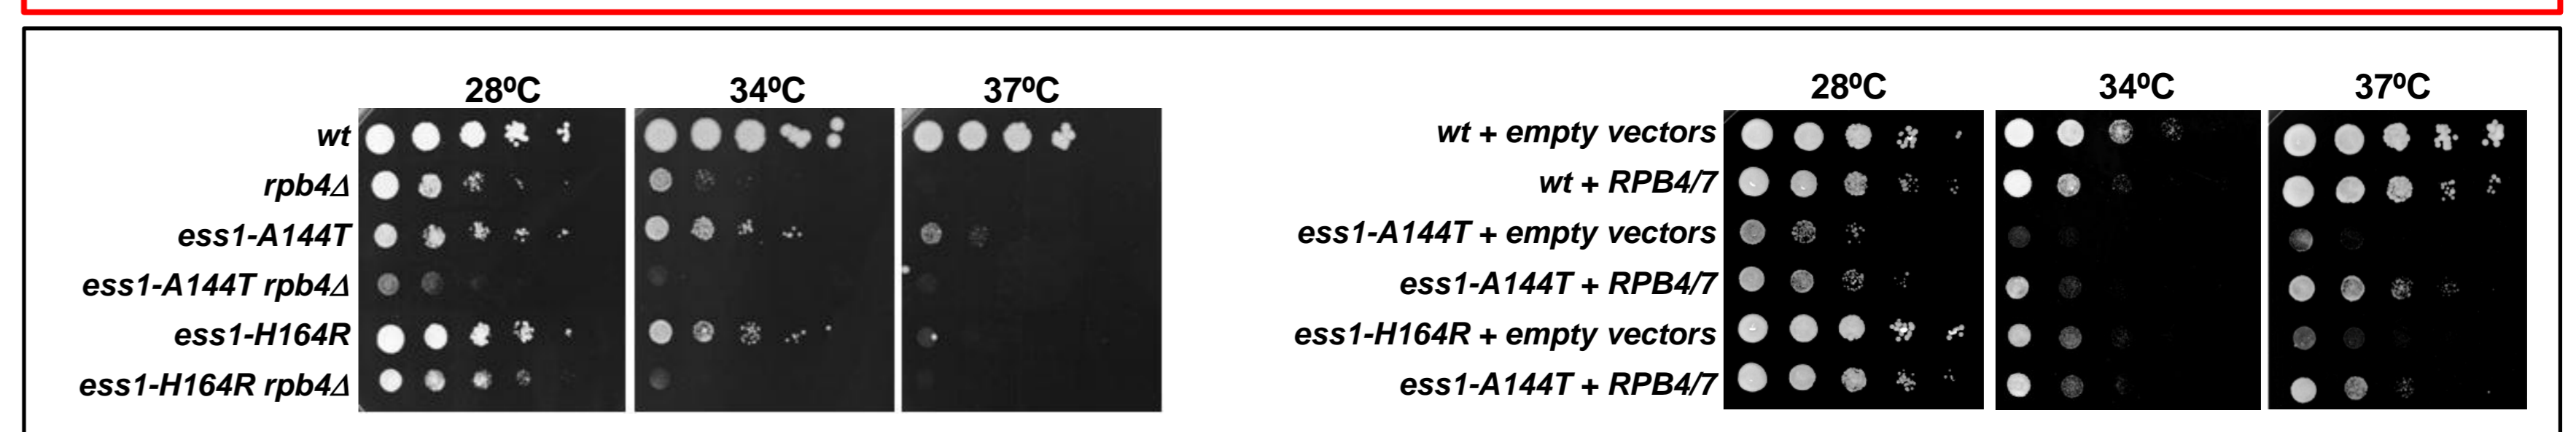 28ºC 34ºC 37ºC
wt
rpb4Δ
ess1-A144T
ess1-A144T rpb4Δ
ess1-H164R
ess1-H164R rpb4Δ
28ºC 34ºC 37ºC
wt + empty vectors
wt + RPB4/7
ess1-A144T + empty vectors
ess1-A144T + RPB4/7
ess1-H164R + empty vectors
ess1-A144T + RPB4/7